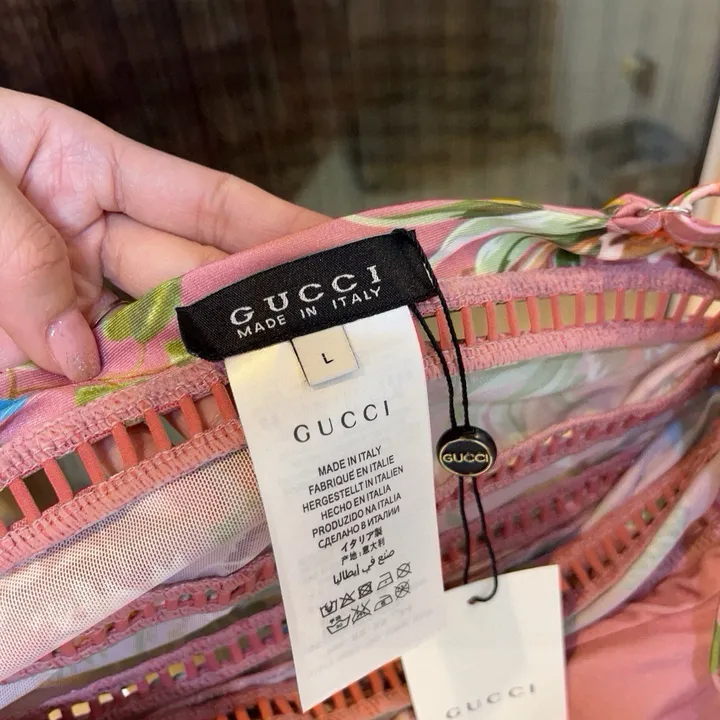 GUCCI
MADE IN ITALY
L
GUCCI
MADE IN ITALY
FABRIQUE EN ITALIE
HERGESTELLT IN ITALIEN
HECHO EN ITALIA
PRODUZIDO NA ITALIA
СДЕЛАНО В ИТАЛИИ
イタリア製
产地:意大利
صنع في إيطاليا
GUCCI
GUCCI